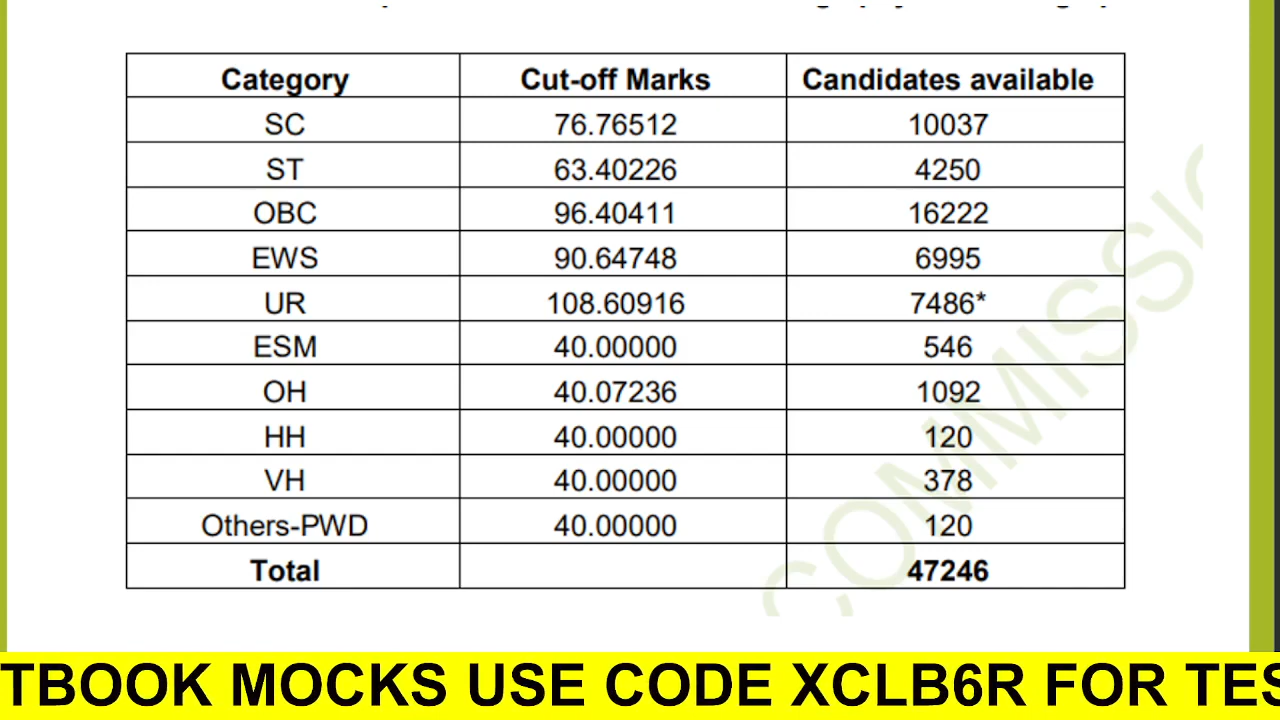 Category Cut-off Marks Candidates available
SC 76.76512 10037
ST 63.40226 4250
OBC 96.40411 16222
EWS 90.64748 6995
UR 108.60916 7486*
ESM 40.00000 546
OH 40.07236 1092
HH 40.00000 120
VH 40.00000 378
Others-PWD 40.00000 120
Total 47246
COMMISSIO
TBOOK MOCKS USE CODE XCLB6R FOR TES